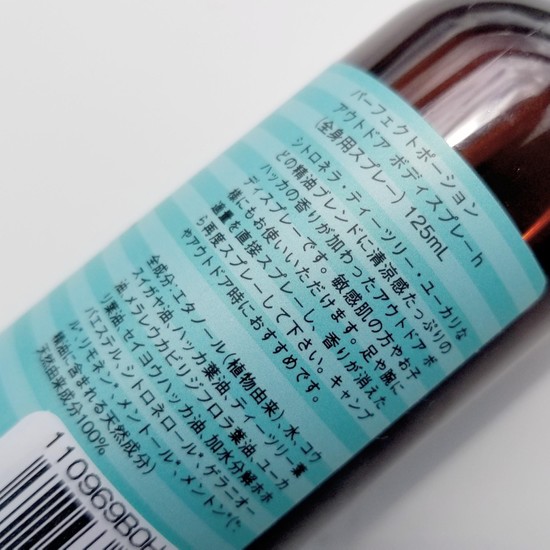 パーフェクトポーション
アウトドア ボディスプレー h
(全身用スプレー) 125mL
シトロネラ・ティーツリー・ユーカリな
どの精油ブレンドに清涼感たっぷりの
ハッカの香りが加わったアウトドア ボ
ディスプレーです。敏感肌の方やお子
様にもお使いいただけます。足や腕に
適量を直接スプレーし、香りが消えた
ら再度スプレーして下さい。キャンプ
やアウトドア時におすすめです。
全成分:エタノール(植物由来)、水、コウ
スイガヤ油、ハッカ葉油、ティーツリー葉
油、メラレウカビリジフロラ葉油、ユーカ
リ葉油、セイヨウハッカ油、加水分解ホホ
バエステル、シトロネロール*、ゲラニオー
ル*、リモネン*、メントール*、メントン(*:
精油に含まれる天然成分)
天然由来成分100%
110969B0H